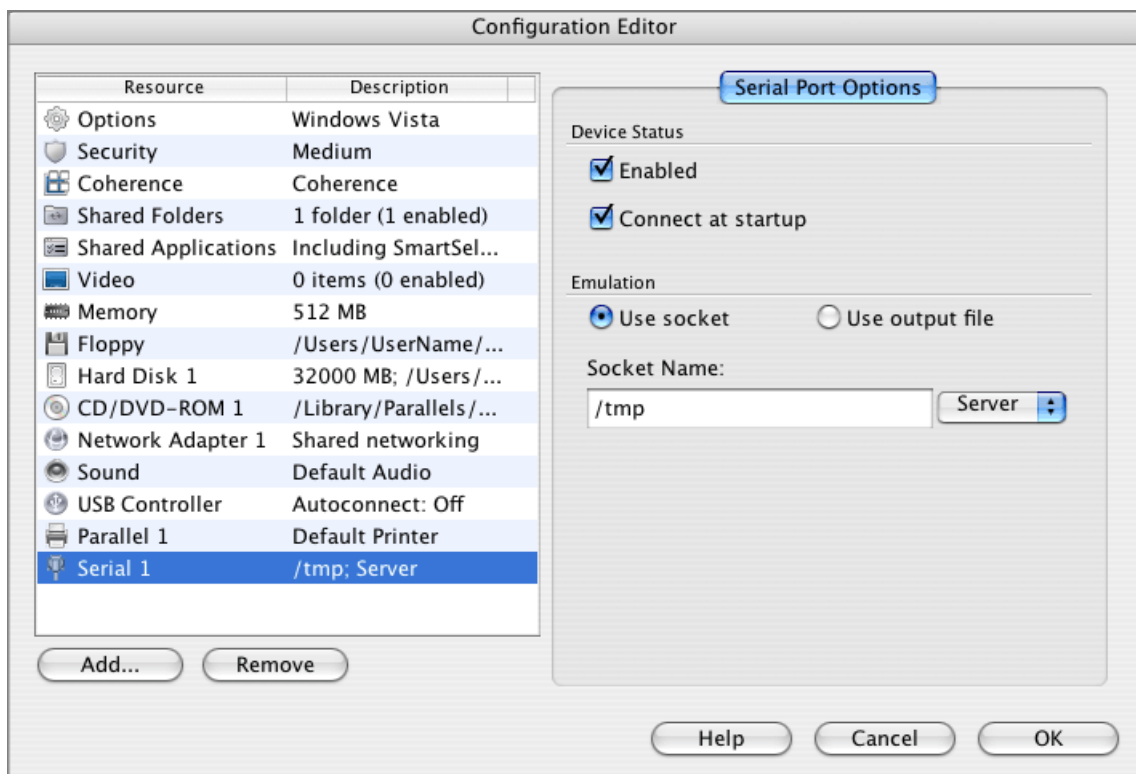 Configuration Editor
Resource Description
Options Windows Vista
Security Medium
Coherence Coherence
Shared Folders 1 folder (1 enabled)
Shared Applications Including SmartSel...
Video 0 items (0 enabled)
Memory 512 MB
Floppy /Users/UserName/...
Hard Disk 1 32000 MB; /Users/...
CD/DVD-ROM 1 /Library/Parallels/...
Network Adapter 1 Shared networking
Sound Default Audio
USB Controller Autoconnect: Off
Parallel 1 Default Printer
Serial 1 /tmp; Server
Add... Remove
Serial Port Options
Device Status
Enabled
Connect at startup
Emulation
Use socket Use output file
Socket Name:
/tmp Server
Help Cancel OK